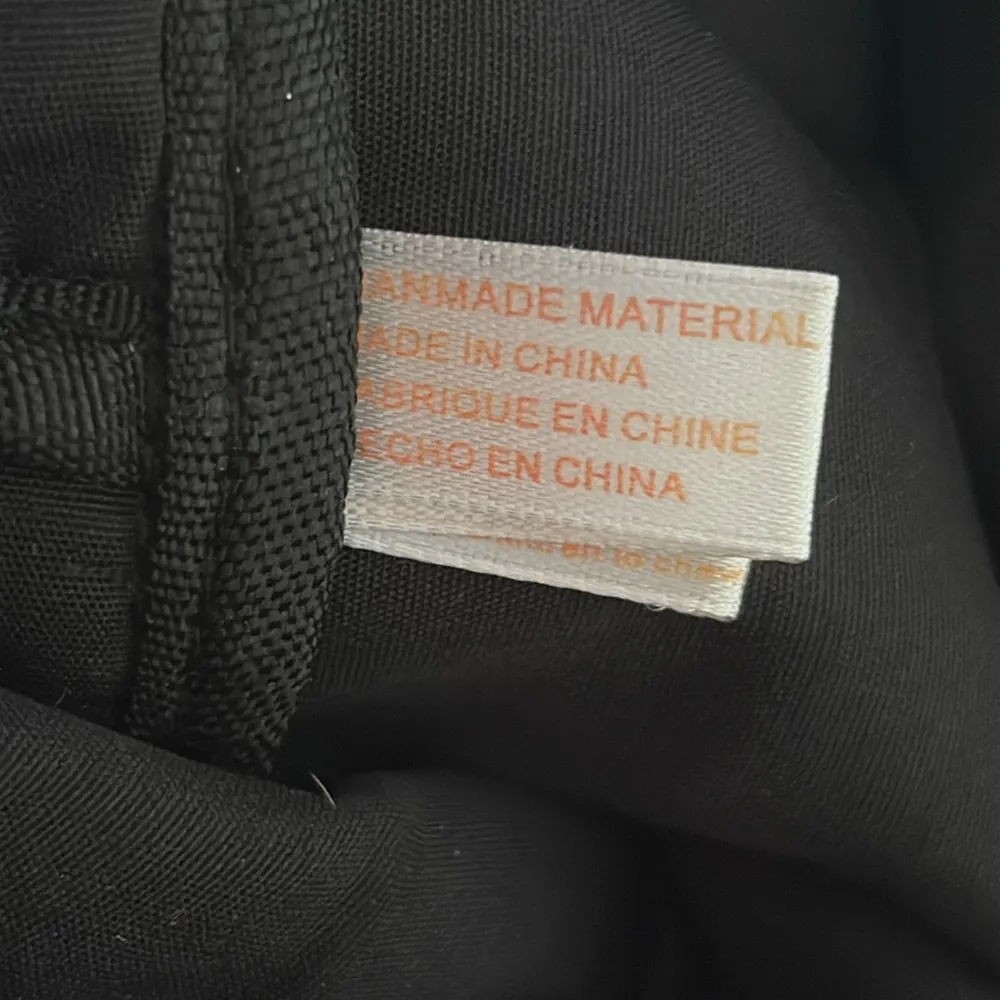 ANMADE MATERIAL
ADE IN CHINA
ABRIQUE EN CHINE
ECHO EN CHINA